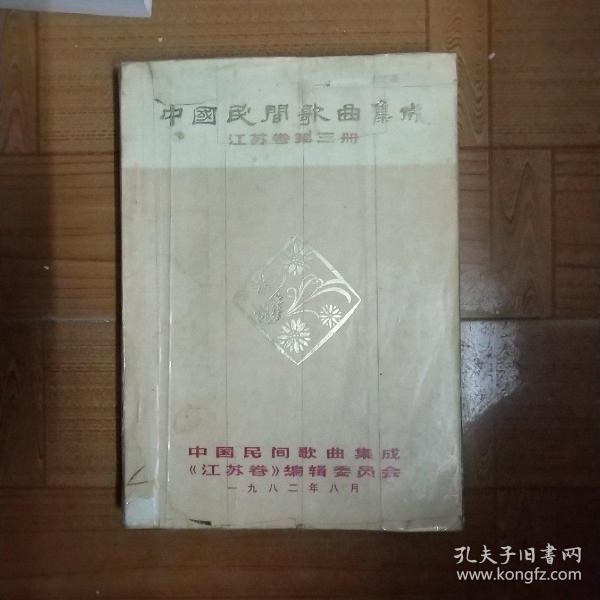 中國民間歌曲集成
江苏卷第三册
中国民间歌曲集成
《江苏卷》编辑委员会
一九八二年八月
孔夫子旧書网
www.kongfz.com